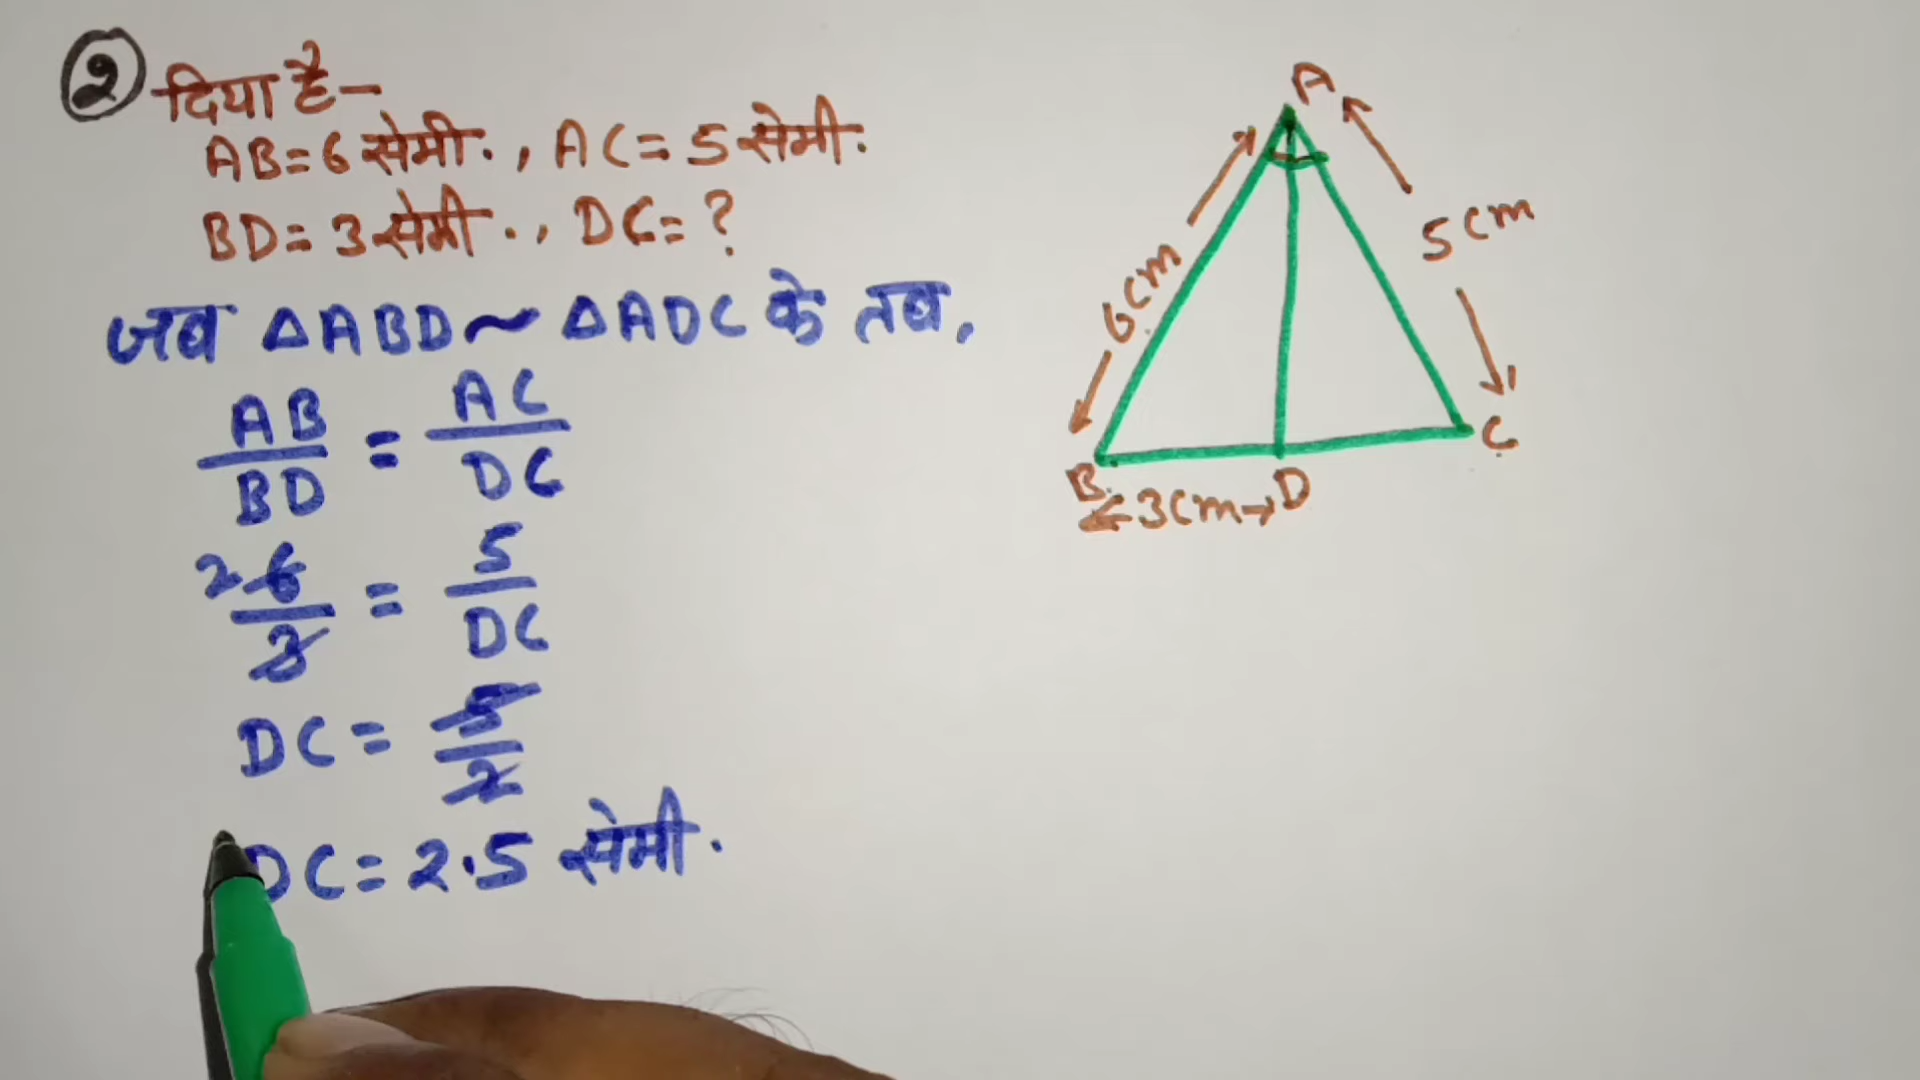 २ दिया है-
AB=6 सेमी., AC=5 सेमी.
BD=3 सेमी., DC=?
जब △ABD~△ADC के तब,
AB/BD = AC/DC
2 6/3 = 5/DC
DC = 5/2
DC=2.5 सेमी.
A
5cm
6cm
B
C
D
3cm